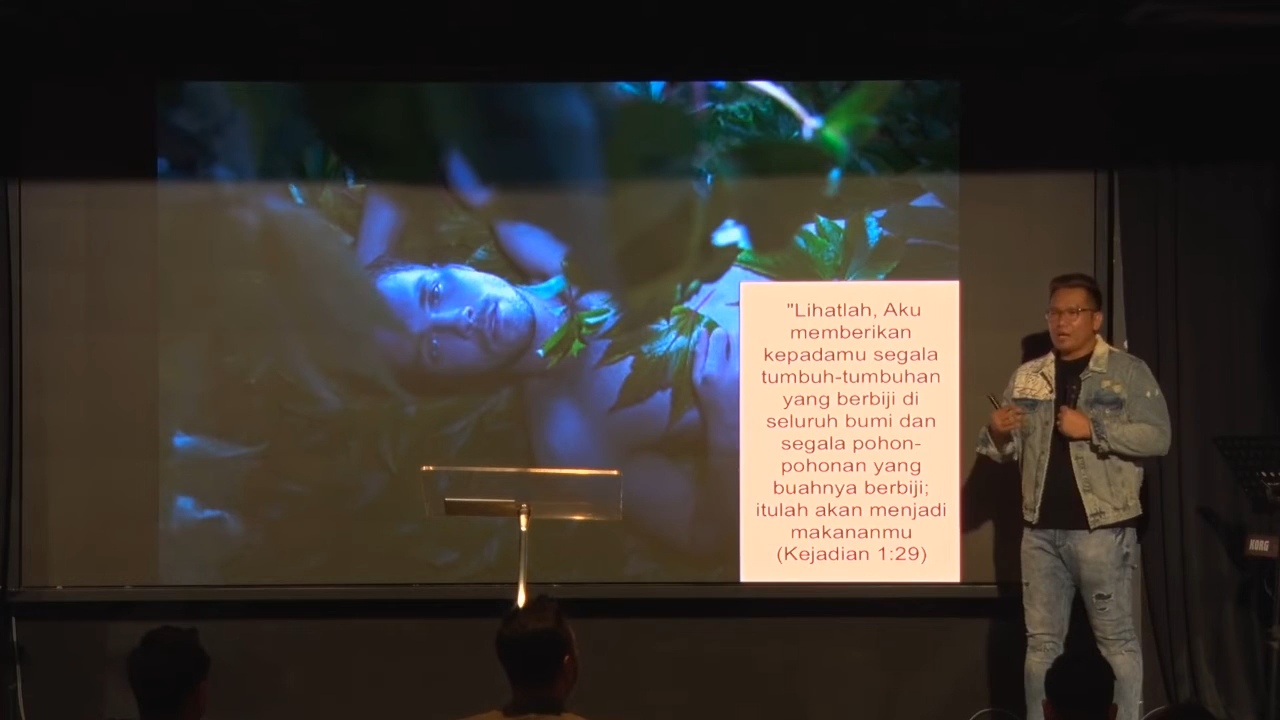 "Lihatlah, Aku
memberikan
kepadamu segala
tumbuh-tumbuhan
yang berbiji di
seluruh bumi dan
segala pohon-
pohonan yang
buahnya berbiji;
itulah akan menjadi
makananmu
(Kejadian 1:29)
KORG